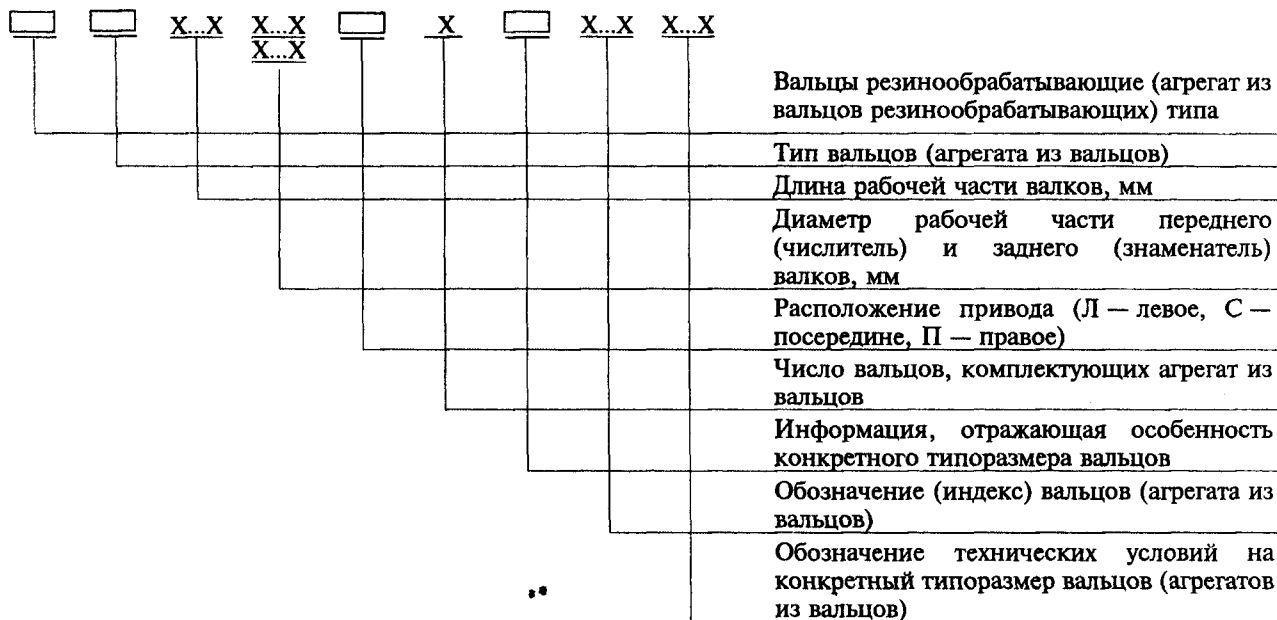 X...X X...X X X...X X...X
X...X
Вальцы резинообрабатывающие (агрегат из
вальцов резинообрабатывающих) типа
Тип вальцов (агрегата из вальцов)
Длина рабочей части валков, мм
Диаметр рабочей части переднего
(числитель) и заднего (знаменатель)
валков, мм
Расположение привода (Л — левое, С —
посередине, П — правое)
Число вальцов, комплектующих агрегат из
вальцов
Информация, отражающая особенность
конкретного типоразмера вальцов
Обозначение (индекс) вальцов (агрегата из
вальцов)
Обозначение технических условий на
конкретный типоразмер вальцов (агрегатов
из вальцов)